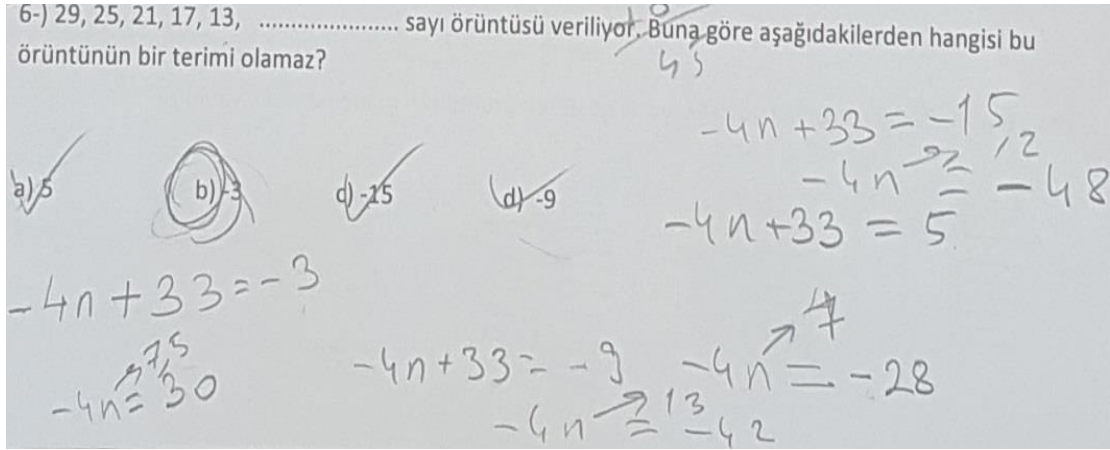 6-) 29, 25, 21, 17, 13, ........................ sayı örüntüsü veriliyor. Buna göre aşağıdakilerden hangisi bu
örüntünün bir terimi olamaz?
45
a) 5 b) -3 d) -15 d) -9
-4n + 33 = -15
12
-4n = -48
-4n + 33 = 5
7
-4n = -28
-4n + 33 = -3
7,5
-4n = 30
-4n + 33 = -9
13
-4n = -42